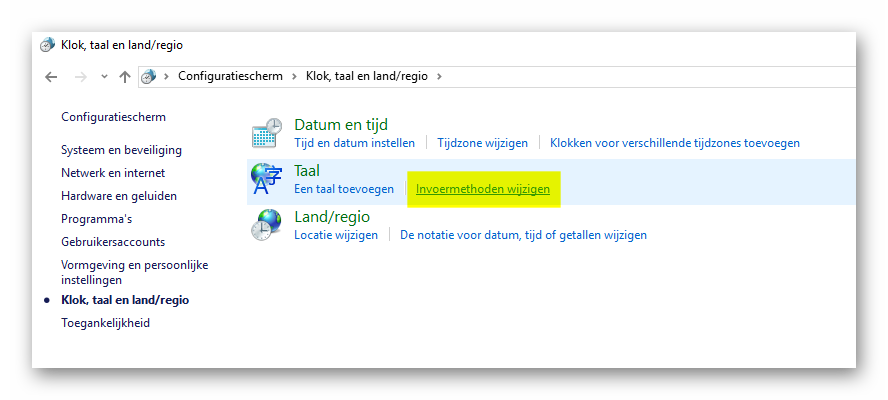 Klok, taal en land/regio
Configuratiescherm > Klok, taal en land/regio >
Configuratiescherm
Systeem en beveiliging
Netwerk en internet
Hardware en geluiden
Programma's
Gebruikersaccounts
Vormgeving en persoonlijke
instellingen
Klok, taal en land/regio
Toegankelijkheid
Datum en tijd
Tijd en datum instellen | Tijdzone wijzigen | Klokken voor verschillende tijdzones toevoegen
Taal
Een taal toevoegen | Invoermethoden wijzigen
Land/regio
Locatie wijzigen | De notatie voor datum, tijd of getallen wijzigen